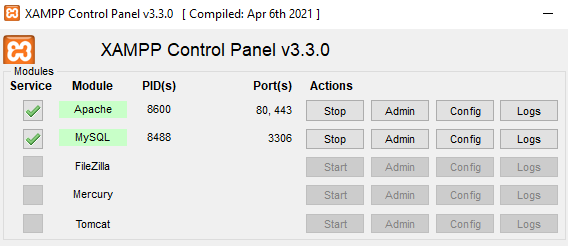 XAMPP Control Panel v3.3.0 [ Compiled: Apr 6th 2021 ]
XAMPP Control Panel v3.3.0
Modules
Service Module PID(s) Port(s) Actions
Apache 8600 80, 443 Stop Admin Config Logs
MySQL 8488 3306 Stop Admin Config Logs
FileZilla Start Admin Config Logs
Mercury Start Admin Config Logs
Tomcat Start Admin Config Logs